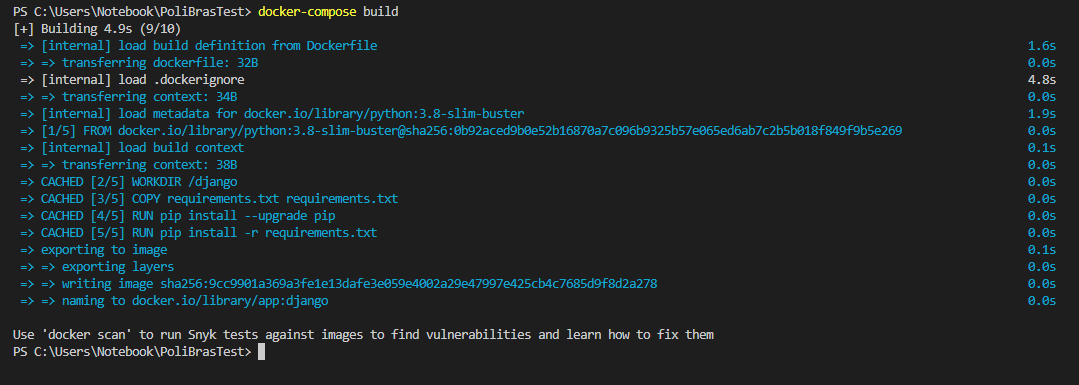 PS C:\Users\Notebook\PoliBrasTest> docker-compose build
[+] Building 4.9s (9/10)
=> [internal] load build definition from Dockerfile 1.6s
=> => transferring dockerfile: 32B 0.0s
=> [internal] load .dockerignore 4.8s
=> => transferring context: 34B 0.0s
=> [internal] load metadata for docker.io/library/python:3.8-slim-buster 1.9s
=> [1/5] FROM docker.io/library/python:3.8-slim-buster@sha256:0b92aced9b0e52b16870a7c096b9325b57e065ed6ab7c2b5b018f849f9b5e269 0.0s
=> [internal] load build context 0.1s
=> => transferring context: 38B 0.0s
=> CACHED [2/5] WORKDIR /django 0.0s
=> CACHED [3/5] COPY requirements.txt requirements.txt 0.0s
=> CACHED [4/5] RUN pip install --upgrade pip 0.0s
=> CACHED [5/5] RUN pip install -r requirements.txt 0.0s
=> exporting to image 0.1s
=> => exporting layers 0.0s
=> => writing image sha256:9cc9901a369a3fe1e13dafe3e059e4002a29e47997e425cb4c7685d9f8d2a278 0.0s
=> => naming to docker.io/library/app:django 0.0s
Use 'docker scan' to run Snyk tests against images to find vulnerabilities and learn how to fix them
PS C:\Users\Notebook\PoliBrasTest>